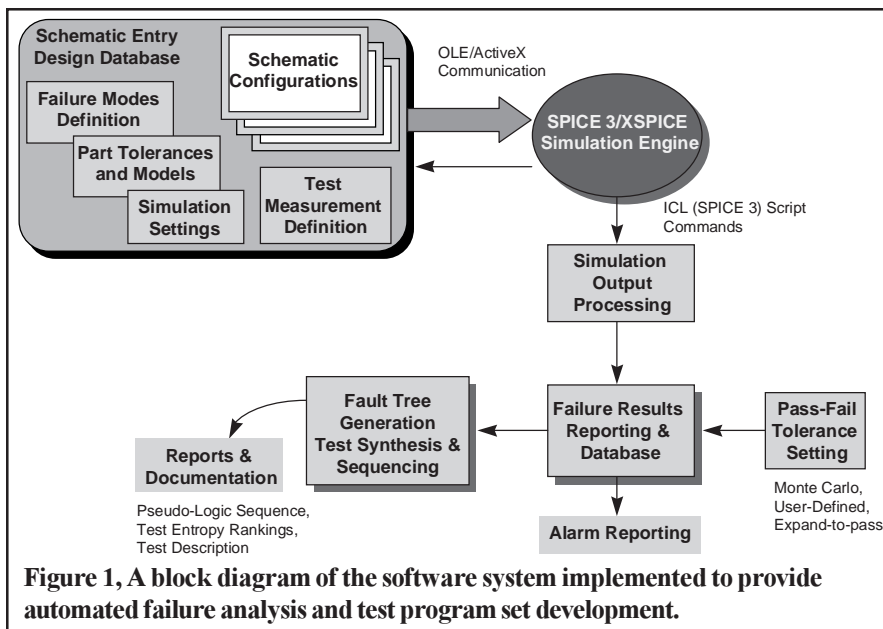 Schematic Entry
Design Database
Schematic
Configurations
Failure Modes
Definition
Part Tolerances
and Models
Simulation
Settings
Test
Measurement
Definition
OLE/ActiveX
Communication
SPICE 3/XSPICE
Simulation Engine
ICL (SPICE 3) Script
Commands
Simulation
Output
Processing
Fault Tree
Generation
Test Synthesis &
Sequencing
Failure Results
Reporting &
Database
Pass-Fail
Tolerance
Setting
Reports &
Documentation
Pseudo-Logic Sequence,
Test Entropy Rankings,
Test Description
Monte Carlo,
User-Defined,
Expand-to-pass
Alarm Reporting
Figure 1, A block diagram of the software system implemented to provide
automated failure analysis and test program set development.